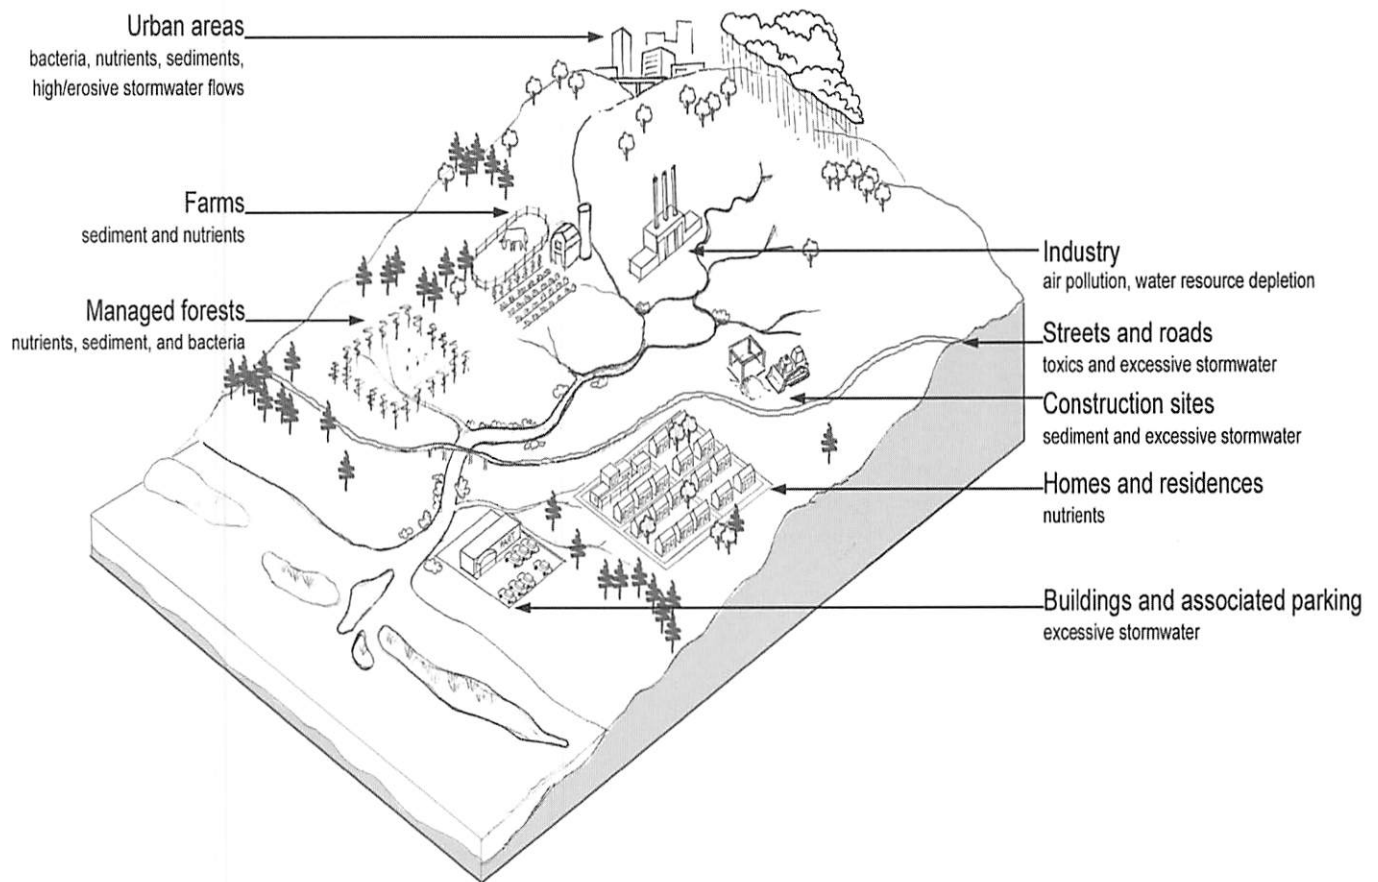 Urban areas
bacteria, nutrients, sediments,
high/erosive stormwater flows
Farms
sediment and nutrients
Managed forests
nutrients, sediment, and bacteria
Industry
air pollution, water resource depletion
Streets and roads
toxics and excessive stormwater
Construction sites
sediment and excessive stormwater
Homes and residences
nutrients
Buildings and associated parking
excessive stormwater